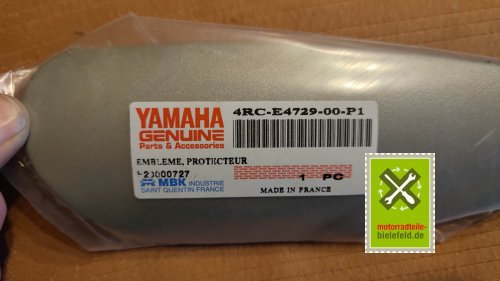 YAMAHA
GENUINE
Parts & Accessories
4RC-E4729-00-P1
EMBLEME, PROTECTEUR
L20000727
1 PC
MBK INDUSTRIE
SAINT QUENTIN FRANCE
MADE IN FRANCE
motorradteile-
bielefeld.de